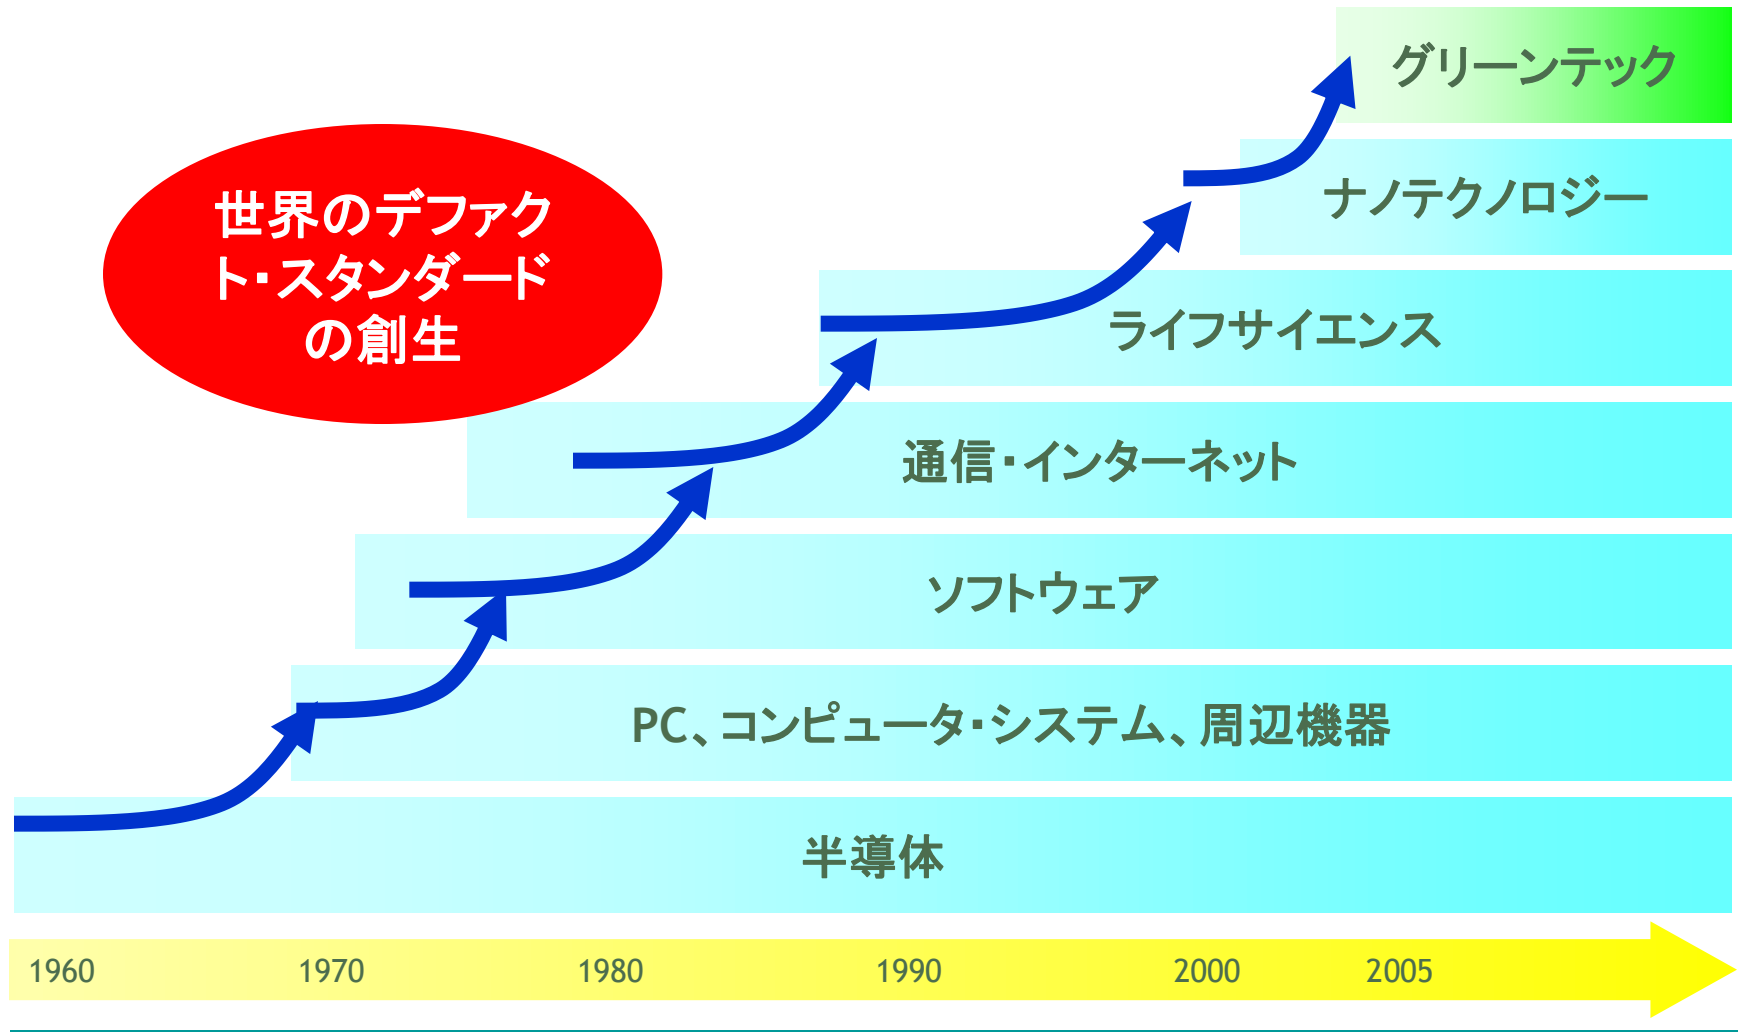 グリーンテック
ナノテクノロジー
世界のデファク
ト・スタンダード
の創生
ライフサイエンス
通信・インターネット
ソフトウェア
PC、コンピュータ・システム、周辺機器
半導体
1960 1970 1980 1990 2000 2005